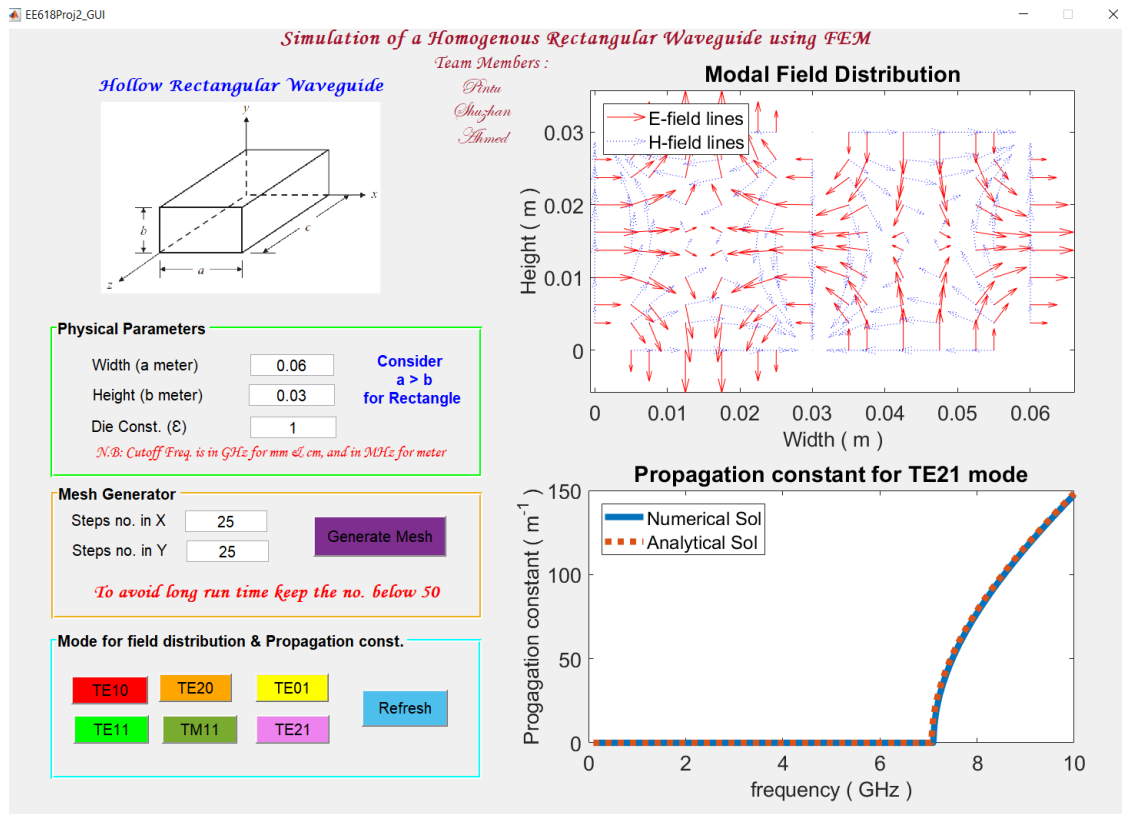 EE618Proj2_GUI
Simulation of a Homogenous Rectangular Waveguide using FEM
Team Members :
Pintu
Shuzhan
Ahmed
Hollow Rectangular Waveguide
y
x
b
c
a
z
Physical Parameters
Width (a meter)
0.06
Height (b meter)
0.03
Die Const. (Ɛ)
1
Consider
a > b
for Rectangle
N.B: Cutoff Freq. is in GHz for mm & cm, and in MHz for meter
Mesh Generator
Steps no. in X
25
Steps no. in Y
25
Generate Mesh
To avoid long run time keep the no. below 50
Mode for field distribution & Propagation const.
TE10
TE20
TE01
TE11
TM11
TE21
Refresh
Modal Field Distribution
E-field lines
H-field lines
Height ( m )
0.03
0.02
0.01
0
0
0.01
0.02
0.03
0.04
0.05
0.06
Width ( m )
Propagation constant for TE21 mode
Numerical Sol
Analytical Sol
Progagation constant ( m⁻¹ )
150
100
50
0
0
2
4
6
8
10
frequency ( GHz )